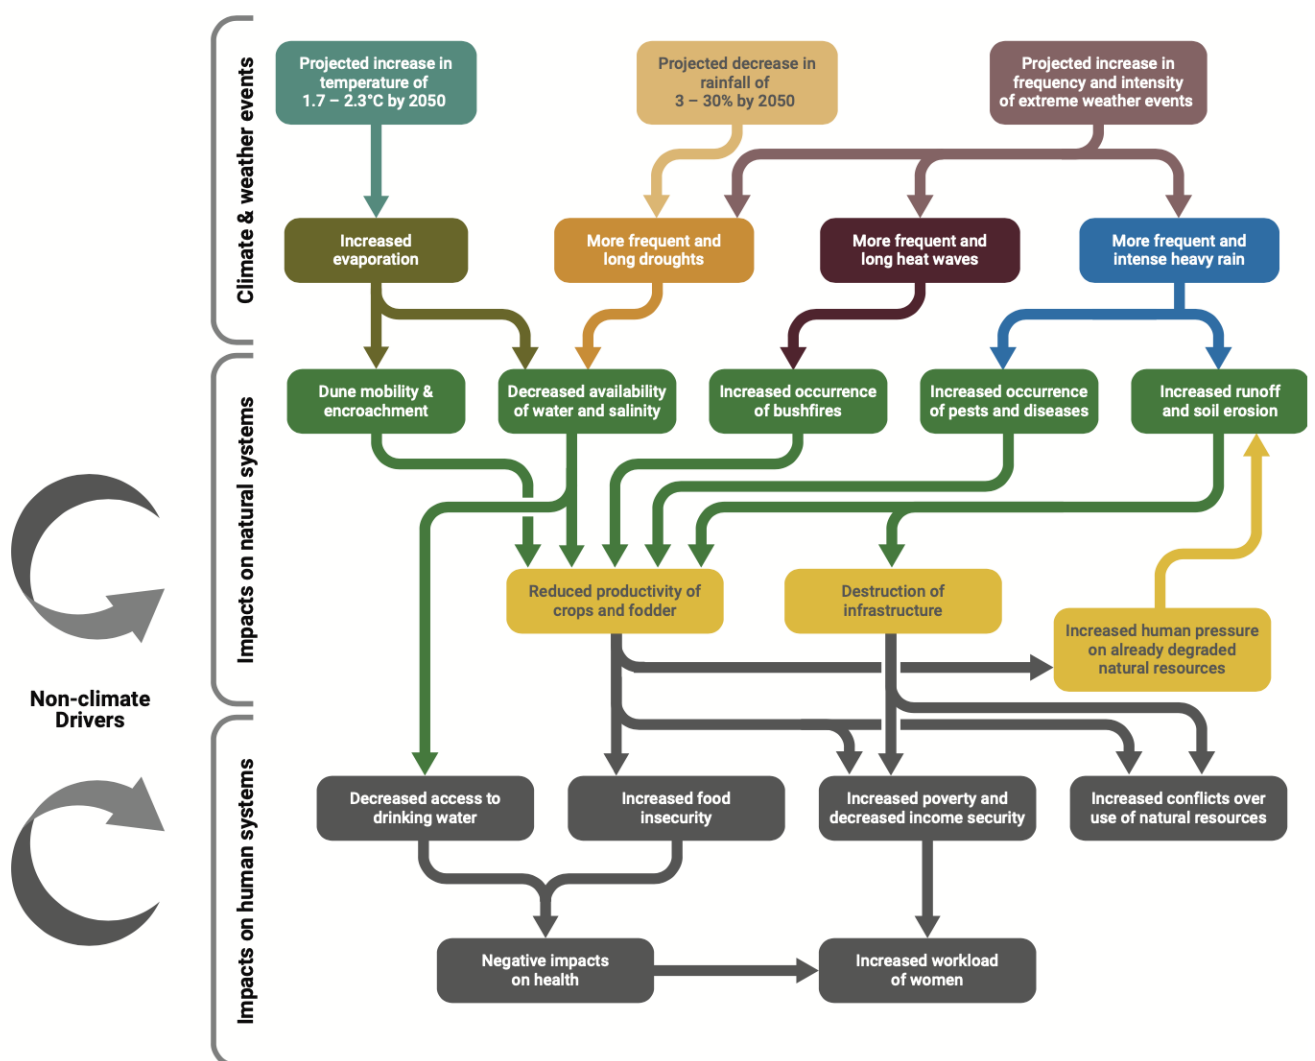 Climate & weather events
Projected increase in
temperature of
1.7 – 2.3°C by 2050
Projected decrease in
rainfall of
3 – 30% by 2050
Projected increase in
frequency and intensity
of extreme weather events
Increased
evaporation
More frequent and
long droughts
More frequent and
long heat waves
More frequent and
intense heavy rain
Impacts on natural systems
Dune mobility &
encroachment
Decreased availability
of water and salinity
Increased occurrence
of bushfires
Increased occurrence
of pests and diseases
Increased runoff
and soil erosion
Reduced productivity of
crops and fodder
Destruction of
infrastructure
Increased human pressure
on already degraded
natural resources
Non-climate
Drivers
Impacts on human systems
Decreased access to
drinking water
Increased food
insecurity
Increased poverty and
decreased income security
Increased conflicts over
use of natural resources
Negative impacts
on health
Increased workload
of women